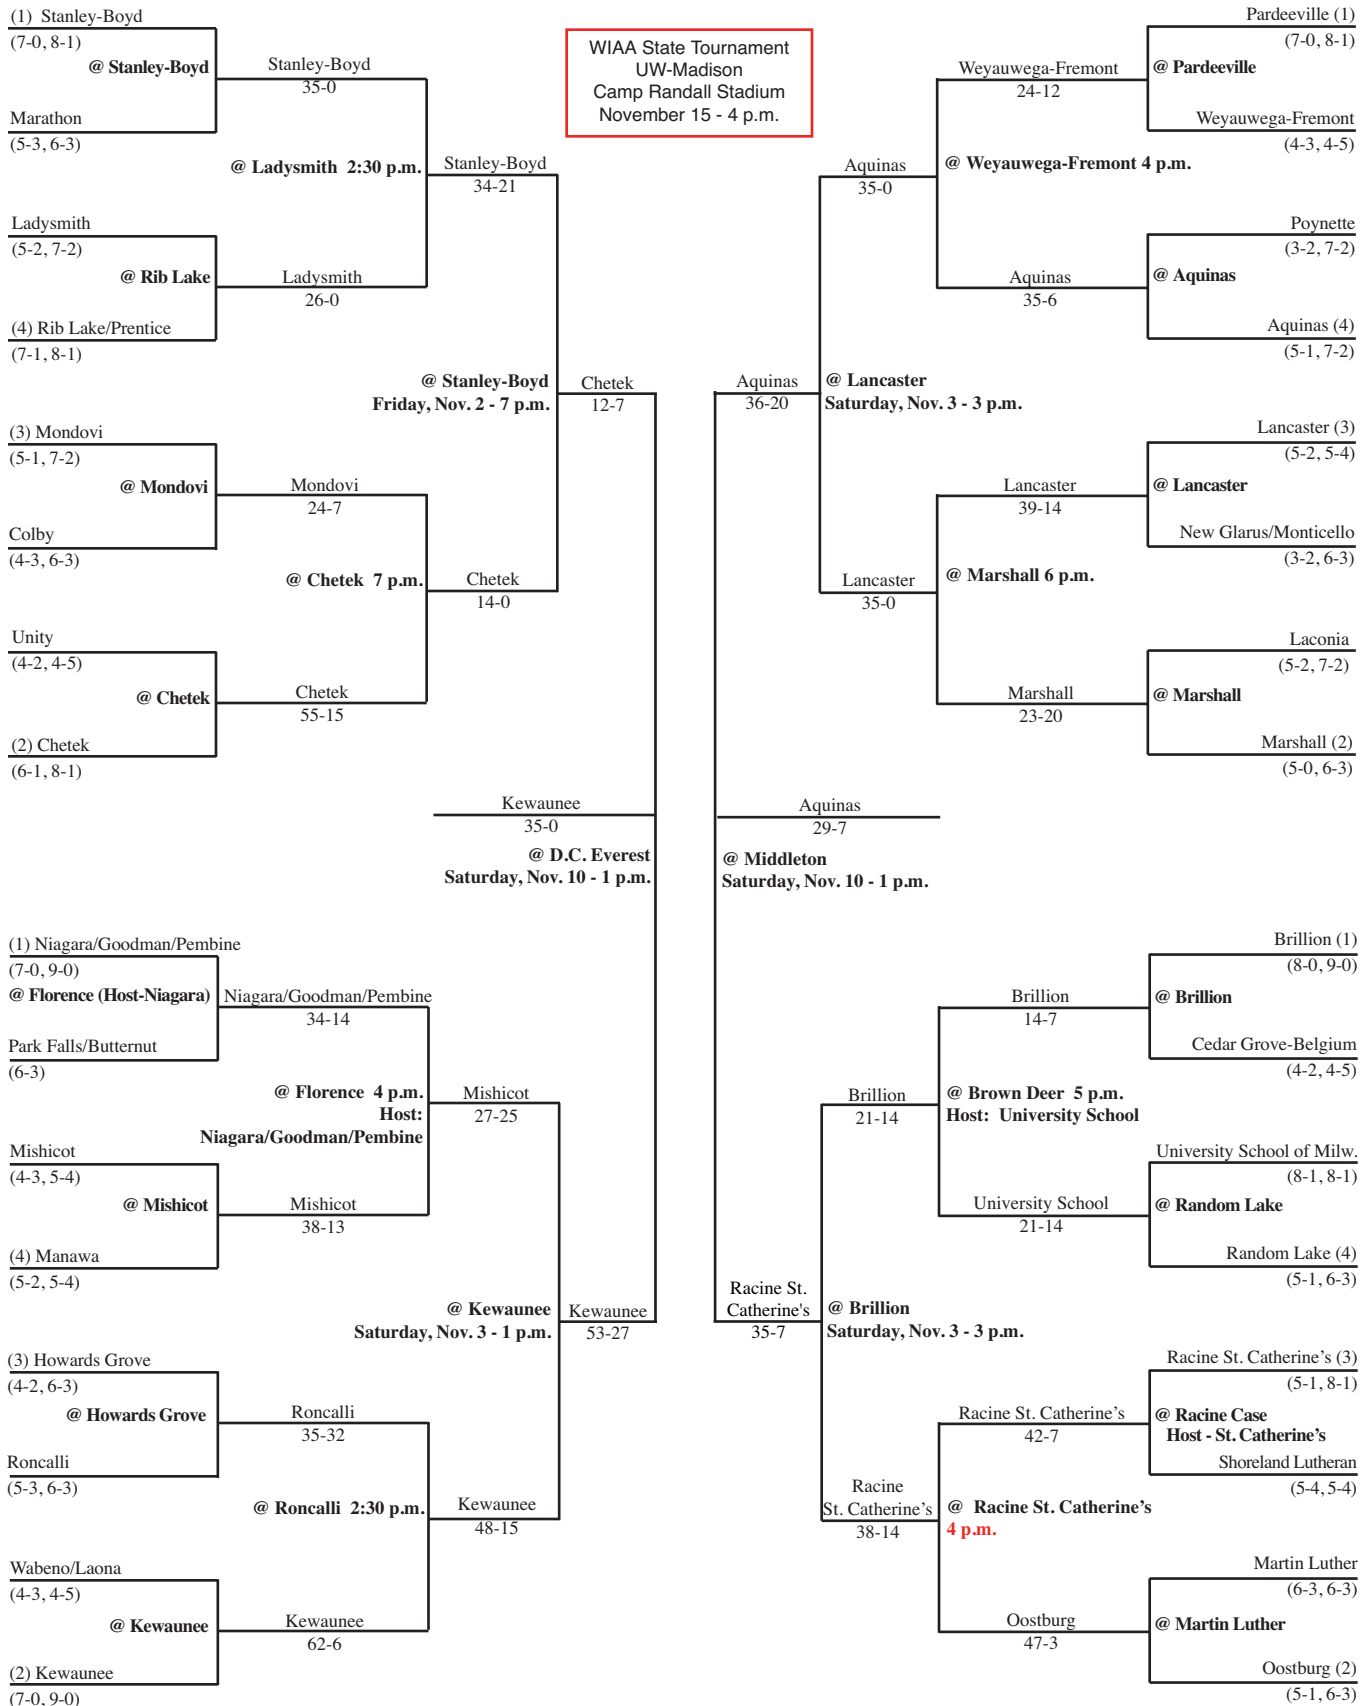 (1) Stanley-Boyd
(7-0, 8-1)
@ Stanley-Boyd
Marathon
(5-3, 6-3)
Stanley-Boyd
35-0
@ Ladysmith 2:30 p.m.
Ladysmith
(5-2, 7-2)
@ Rib Lake
(4) Rib Lake/Prentice
(7-1, 8-1)
Ladysmith
26-0
Stanley-Boyd
34-21
@ Stanley-Boyd
Friday, Nov. 2 - 7 p.m.
(3) Mondovi
(5-1, 7-2)
@ Mondovi
Colby
(4-3, 6-3)
Mondovi
24-7
@ Chetek 7 p.m.
Unity
(4-2, 4-5)
@ Chetek
(2) Chetek
(6-1, 8-1)
Chetek
55-15
Chetek
14-0
Chetek
12-7
Kewaunee
35-0
@ D.C. Everest
Saturday, Nov. 10 - 1 p.m.
(1) Niagara/Goodman/Pembine
(7-0, 9-0)
@ Florence (Host-Niagara)
Park Falls/Butternut
(6-3)
Niagara/Goodman/Pembine
34-14
@ Florence 4 p.m.
Host:
Niagara/Goodman/Pembine
Mishicot
(4-3, 5-4)
@ Mishicot
(4) Manawa
(5-2, 5-4)
Mishicot
38-13
Mishicot
27-25
@ Kewaunee
Saturday, Nov. 3 - 1 p.m.
Kewaunee
53-27
(3) Howards Grove
(4-2, 6-3)
@ Howards Grove
Roncalli
(5-3, 6-3)
Roncalli
35-32
@ Roncalli 2:30 p.m.
Kewaunee
48-15
Wabeno/Laona
(4-3, 4-5)
@ Kewaunee
(2) Kewaunee
(7-0, 9-0)
Kewaunee
62-6
WIAA State Tournament
UW-Madison
Camp Randall Stadium
November 15 - 4 p.m.
Pardeeville (1)
(7-0, 8-1)
@ Pardeeville
Weyauwega-Fremont
(4-3, 4-5)
Weyauwega-Fremont
24-12
@ Weyauwega-Fremont 4 p.m.
Poynette
(3-2, 7-2)
@ Aquinas
Aquinas (4)
(5-1, 7-2)
Aquinas
35-6
Aquinas
35-0
@ Lancaster
Saturday, Nov. 3 - 3 p.m.
Aquinas
36-20
Lancaster (3)
(5-2, 5-4)
@ Lancaster
New Glarus/Monticello
(3-2, 6-3)
Lancaster
39-14
@ Marshall 6 p.m.
Lancaster
35-0
Laconia
(5-2, 7-2)
@ Marshall
Marshall (2)
(5-0, 6-3)
Marshall
23-20
Aquinas
29-7
@ Middleton
Saturday, Nov. 10 - 1 p.m.
Brillion (1)
(8-0, 9-0)
@ Brillion
Cedar Grove-Belgium
(4-2, 4-5)
Brillion
14-7
@ Brown Deer 5 p.m.
Host: University School
Brillion
21-14
University School of Milw.
(8-1, 8-1)
@ Random Lake
Random Lake (4)
(5-1, 6-3)
University School
21-14
Racine St.
Catherine's
35-7
@ Brillion
Saturday, Nov. 3 - 3 p.m.
Racine St. Catherine's (3)
(5-1, 8-1)
@ Racine Case
Host - St. Catherine's
Shoreland Lutheran
(5-4, 5-4)
Racine St. Catherine's
42-7
@ Racine St. Catherine's
4 p.m.
Racine
St. Catherine's
38-14
Martin Luther
(6-3, 6-3)
@ Martin Luther
Oostburg (2)
(5-1, 6-3)
Oostburg
47-3